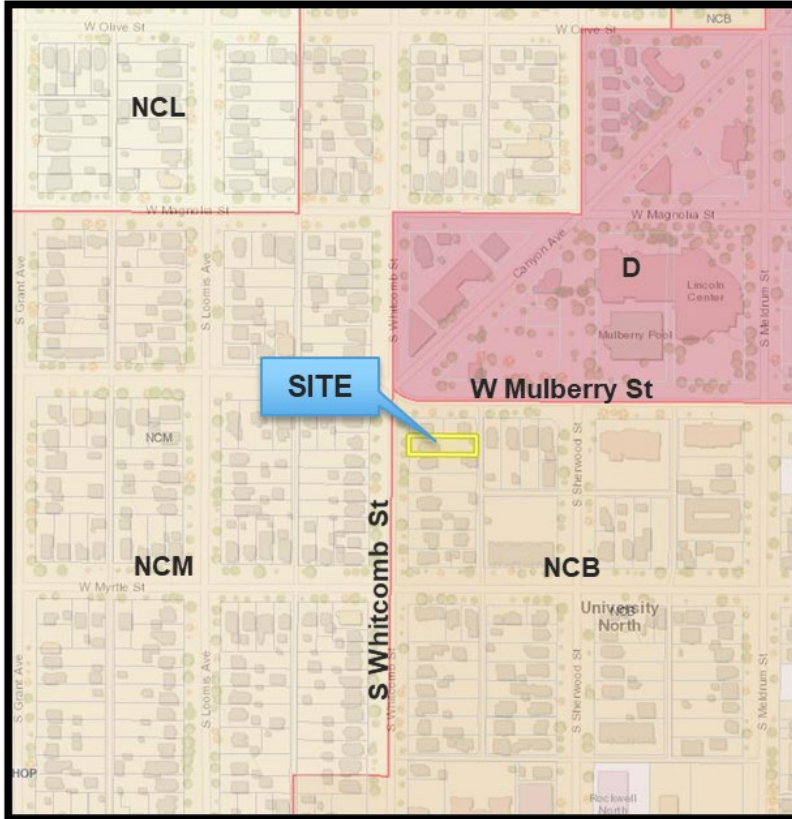 NCB
W Olive St
W Olive St
NCL
W Magnolia St
W Magnolia St
S Grant Ave
S Loomis Ave
S Whitcomb St
Canyon Ave
D
Lincoln
Center
S Meldrum St
Mulberry Pool
SITE
W Mulberry St
NCM
S Sherwood St
S Whitcomb St
NCM
NCB
W Myrtle St
University
North
NCB
S Grant Ave
S Loomis Ave
S Whitcomb St
S Sherwood St
S Meldrum St
HOP
Rockwell
North